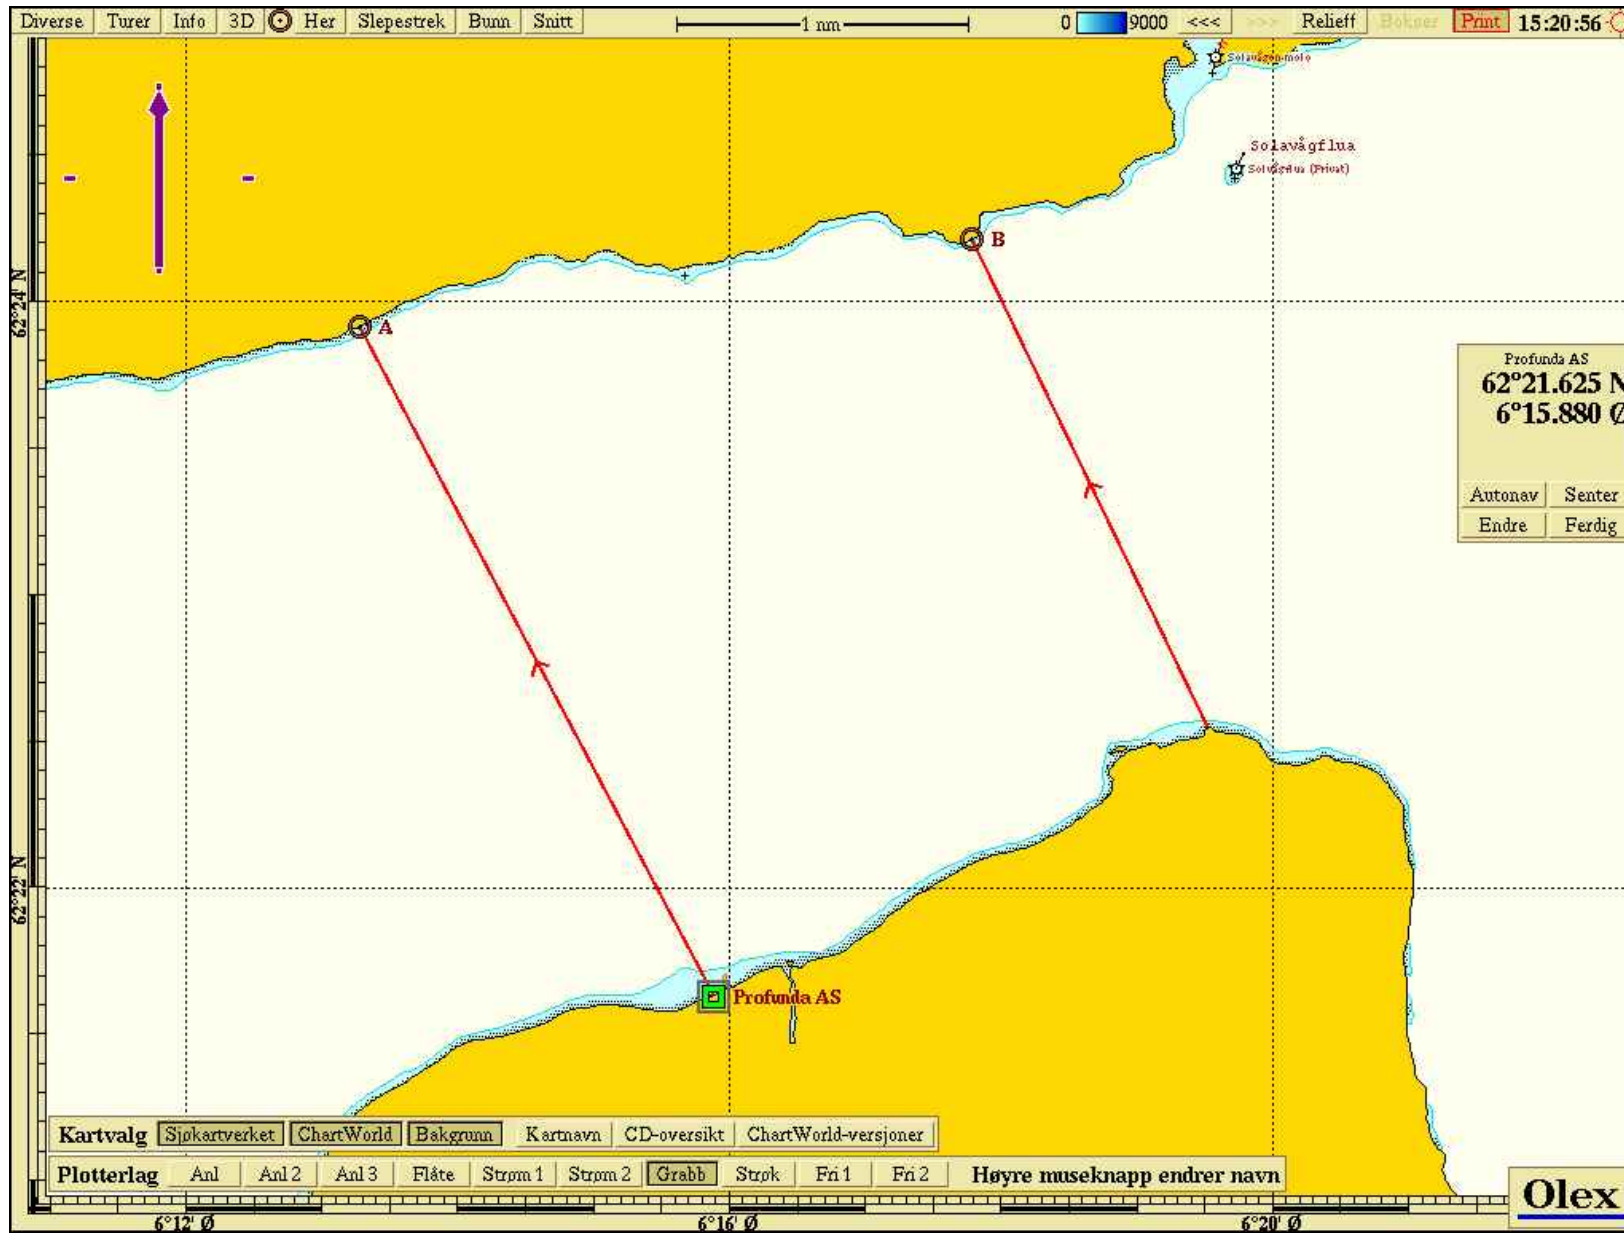 Diverse Turer Info 3D Her Slepestrek Bunn Snitt 1 nm 0 9000 <<< >>> Relieff Bokser Print 15:20:56
Solavågen molo
Solavågflua
Solvågflua (Privat)
B
62°24' N
A
Profunda AS
62°21.625 N
6°15.880 Ø
Autonav Senter
Endre Ferdig
62°22' N
Profunda AS
Kartvalg Sjøkartverket ChartWorld Bakgrunn Kartnavn CD-oversikt ChartWorld-versjoner
Plotterlag Anl Anl 2 Anl 3 Flåte Strøm 1 Strøm 2 Grabb Strøk Fri 1 Fri 2 Høyre museknapp endrer navn
Olex
6°12' Ø 6°16' Ø 6°20' Ø